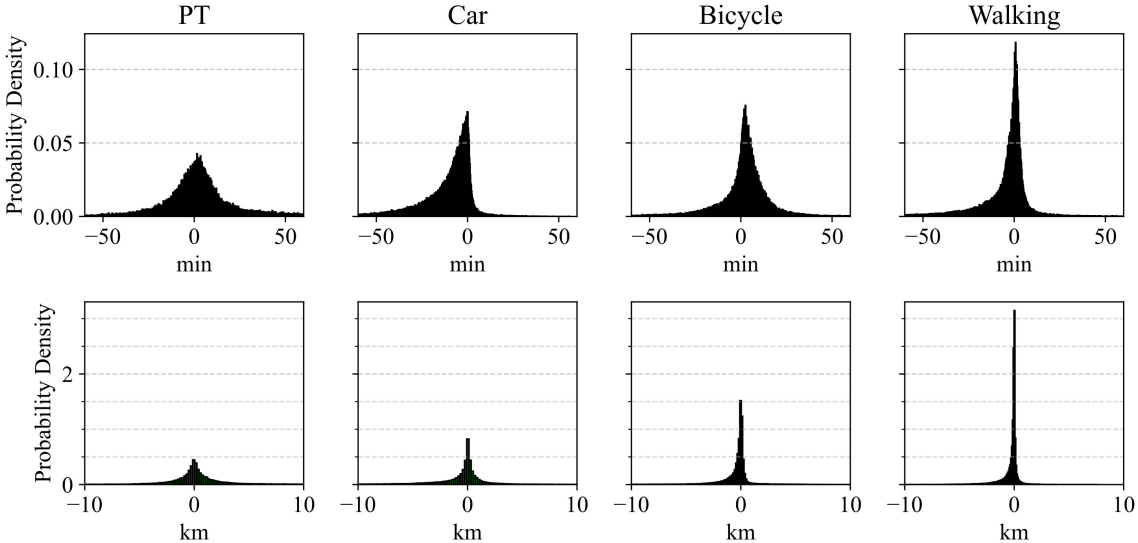 PT Car Bicycle Walking
Probability Density
0.10
0.05
0.00
−50 0 50 −50 0 50 −50 0 50 −50 0 50
min min min min
Probability Density
2
0
−10 0 10 −10 0 10 −10 0 10 −10 0 10
km km km km